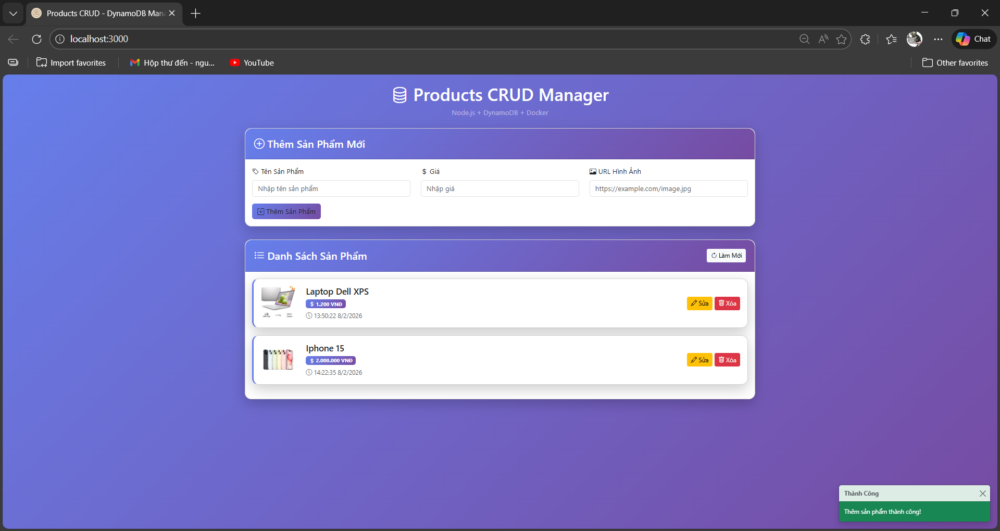 Products CRUD - DynamoDB Man
localhost:3000
Chat
Import favorites
Hộp thư đến - ngu...
YouTube
Other favorites
Products CRUD Manager
Node.js + DynamoDB + Docker
Thêm Sản Phẩm Mới
Tên Sản Phẩm
$ Giá
URL Hình Ảnh
Nhập tên sản phẩm
Nhập giá
https://example.com/image.jpg
Thêm Sản Phẩm
Danh Sách Sản Phẩm
Làm Mới
Laptop Dell XPS
$ 1.200 VNĐ
13:50:22 8/2/2026
Sửa
Xóa
Iphone 15
$ 2.000.000 VNĐ
14:22:35 8/2/2026
Sửa
Xóa
Thành Công
Thêm sản phẩm thành công!